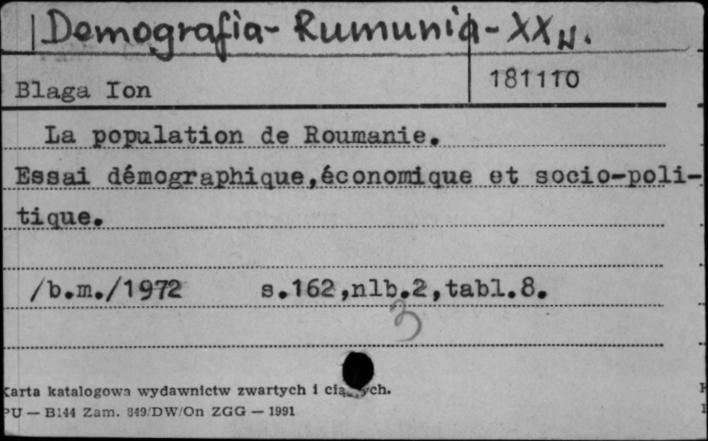 Demografia- Rumunia - XX w.
Blaga Ion 181110
La population de Roumanie.
Essai démographique,économique et socio-poli-
tique.
/b.m./1972 s.162,nlb.2,tabl.8.
3
Karta katalogowa wydawnictw zwartych i
PU — B144 Zam. 849/DW/On ZGG — 1991